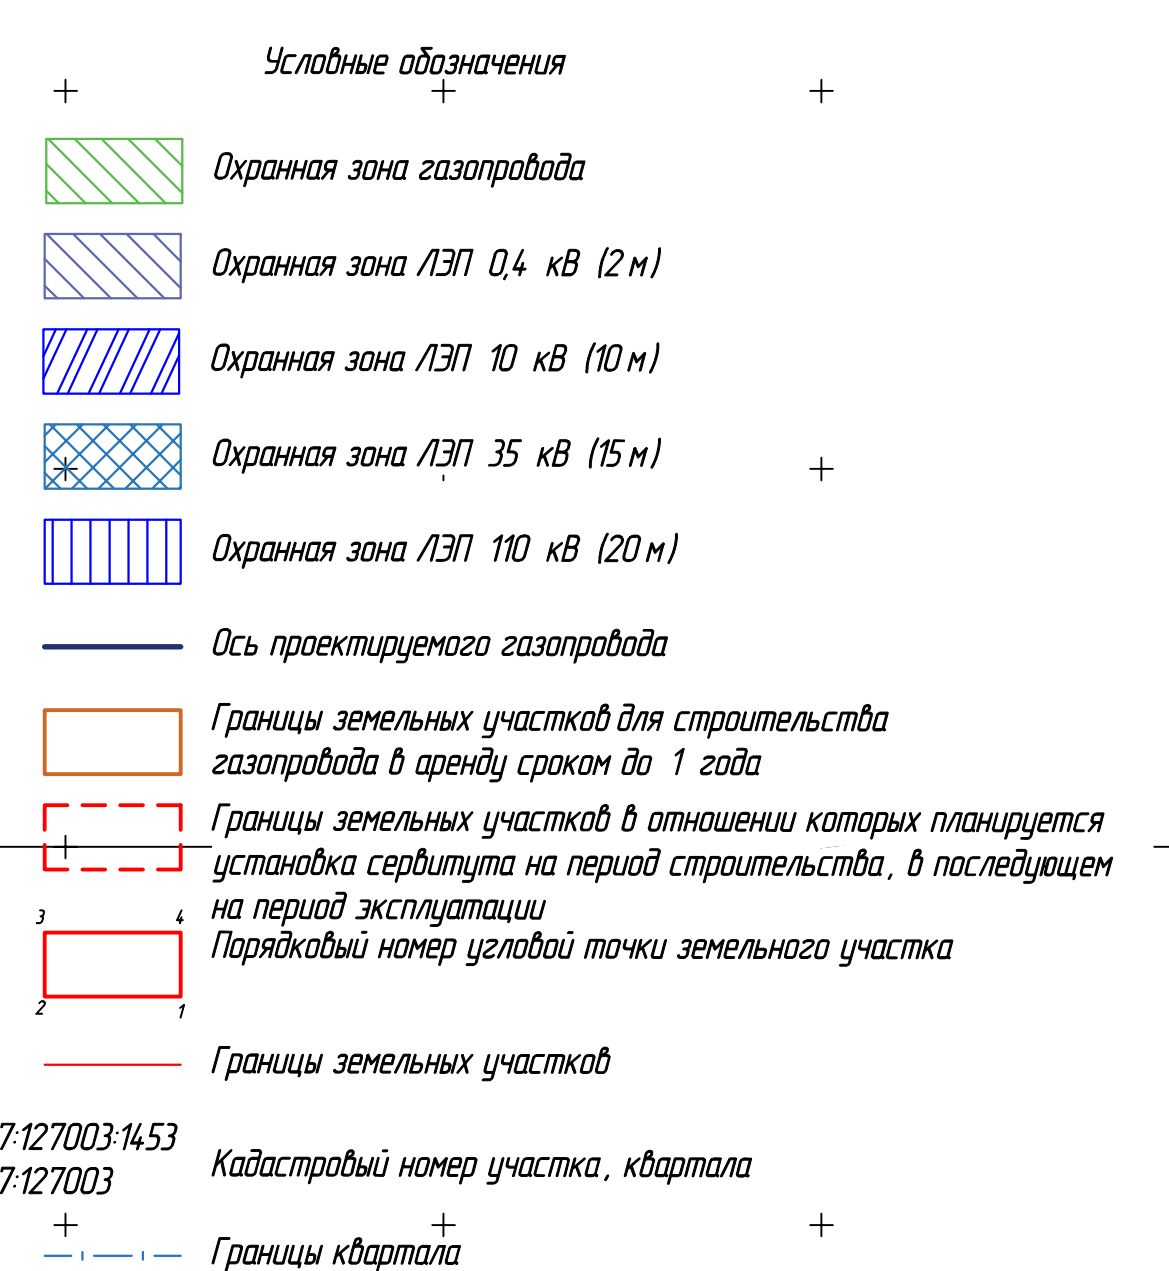 Условные обозначения
Охранная зона газопровода
Охранная зона ЛЭП 0,4 кВ (2 м)
Охранная зона ЛЭП 10 кВ (10 м)
Охранная зона ЛЭП 35 кВ (15 м)
Охранная зона ЛЭП 110 кВ (20 м)
Ось проектируемого газопровода
Границы земельных участков для строительства
газопровода в аренду сроком до 1 года
Границы земельных участков в отношении которых планируется
установка сервитута на период строительства, в последующем
на период эксплуатации
3 4
Порядковый номер угловой точки земельного участка
2 1
Границы земельных участков
7:127003:1453
7:127003
Кадастровый номер участка, квартала
Границы квартала